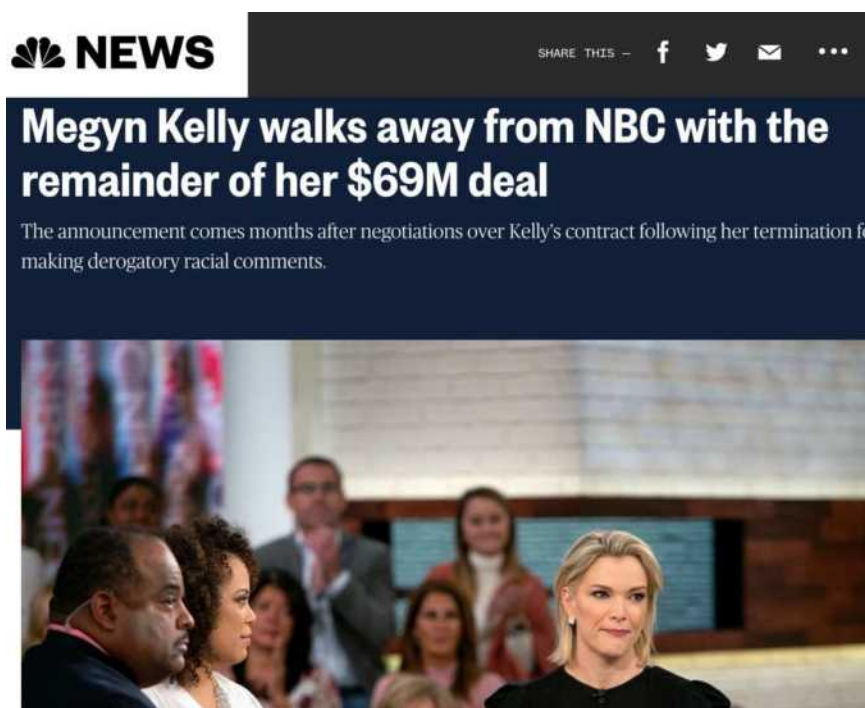 NEWS
SHARE THIS –
Megyn Kelly walks away from NBC with the
remainder of her $69M deal
The announcement comes months after negotiations over Kelly's contract following her termination
making derogatory racial comments.